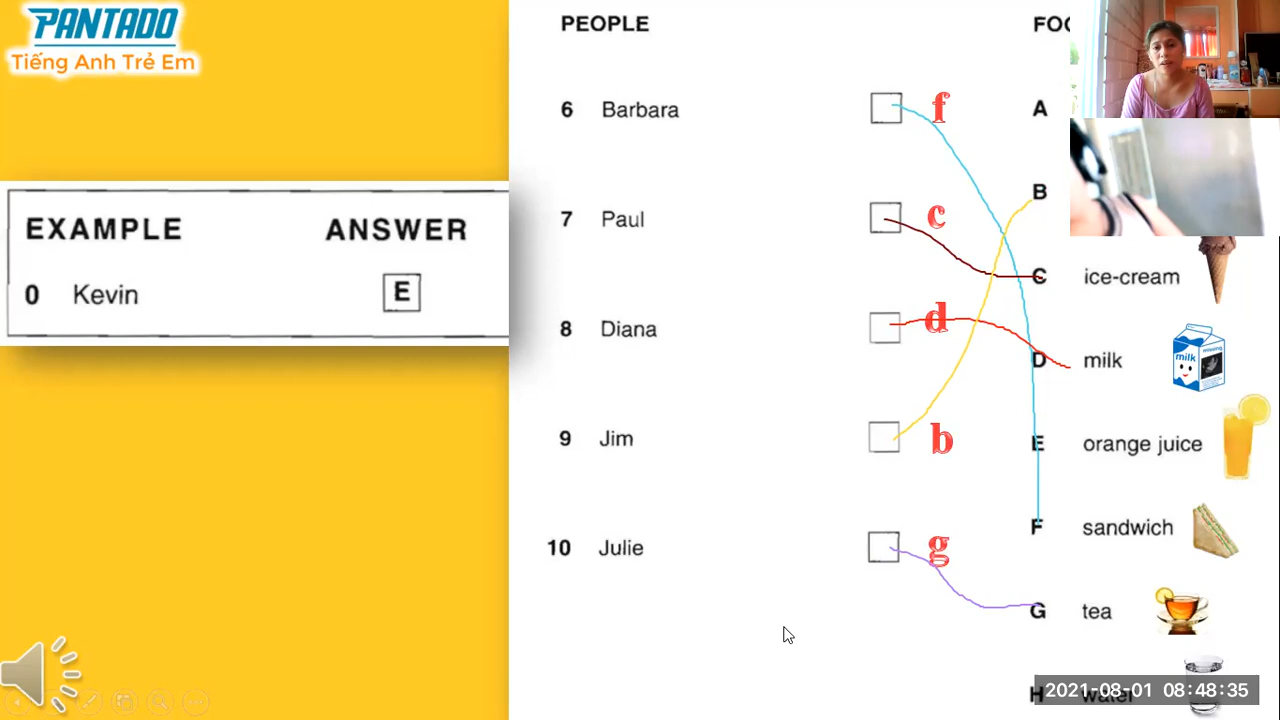 PANTADO
Tiếng Anh Trẻ Em
EXAMPLE ANSWER
0 Kevin E
PEOPLE
6 Barbara f
7 Paul c
8 Diana d
9 Jim b
10 Julie g
A
B
C ice-cream
D milk
milk
E orange juice
F sandwich
G tea
H water
2021-08-01 08:48:35